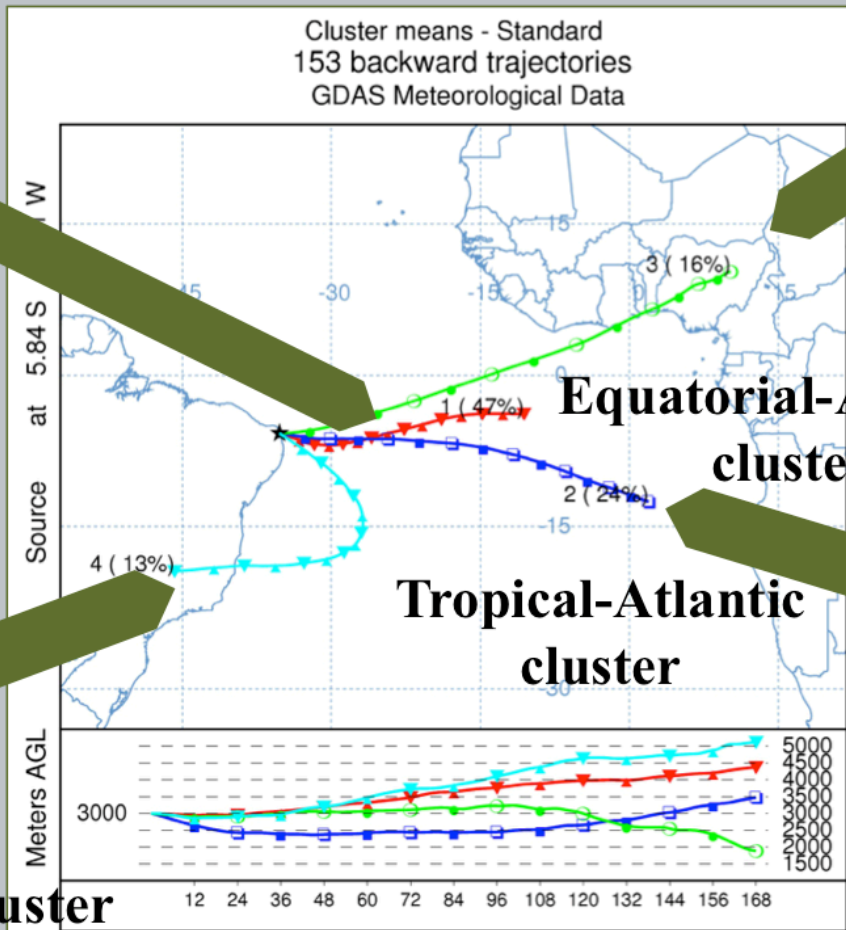 Cluster means - Standard
153 backward trajectories
GDAS Meteorological Data
Source at 5.84 S W
15
-30
-15
0
3 ( 16%)
0
1 ( 47%)
Equatorial-
cluste
2 ( 24%)
-15
4 ( 13%)
Tropical-Atlantic
cluster
-30
Meters AGL
3000
5000
4500
4000
3500
3000
2500
2000
1500
12 24 36 48 60 72 84 96 108 120 132 144 156 168
uster